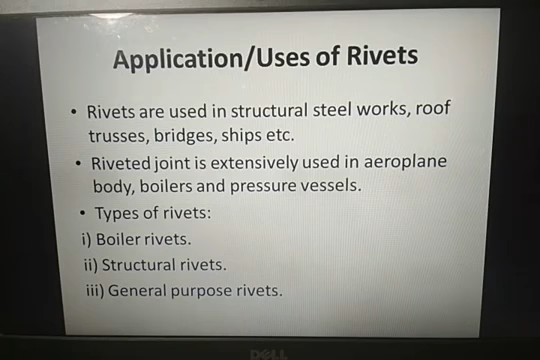 Application/Uses of Rivets
• Rivets are used in structural steel works, roof
trusses, bridges, ships etc.
• Riveted joint is extensively used in aeroplane
body, boilers and pressure vessels.
• Types of rivets:
i) Boiler rivets.
ii) Structural rivets.
iii) General purpose rivets.
DELL